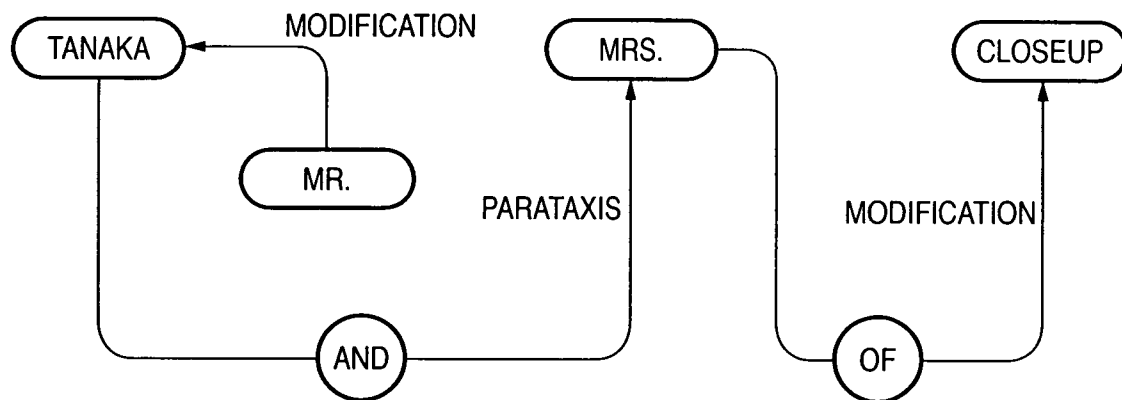 MODIFICATION
TANAKA
MRS.
CLOSEUP
MR.
PARATAXIS
MODIFICATION
AND
OF